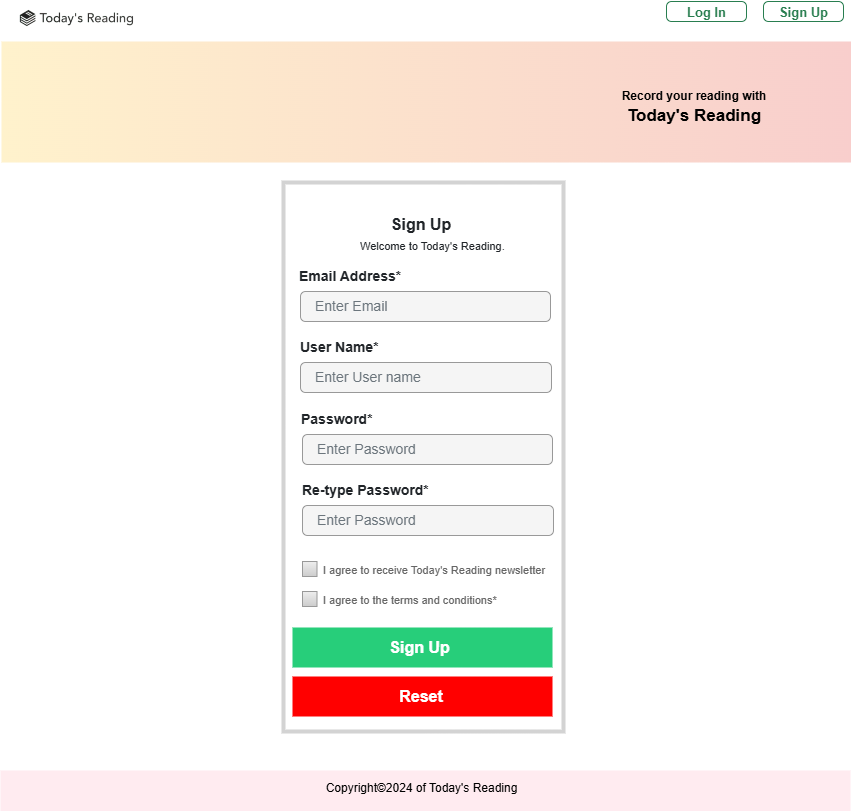 Today's Reading
Log In
Sign Up
Record your reading with
Today's Reading
Sign Up
Welcome to Today's Reading.
Email Address*
Enter Email
User Name*
Enter User name
Password*
Enter Password
Re-type Password*
Enter Password
I agree to receive Today's Reading newsletter
I agree to the terms and conditions*
Sign Up
Reset
Copyright©2024 of Today's Reading